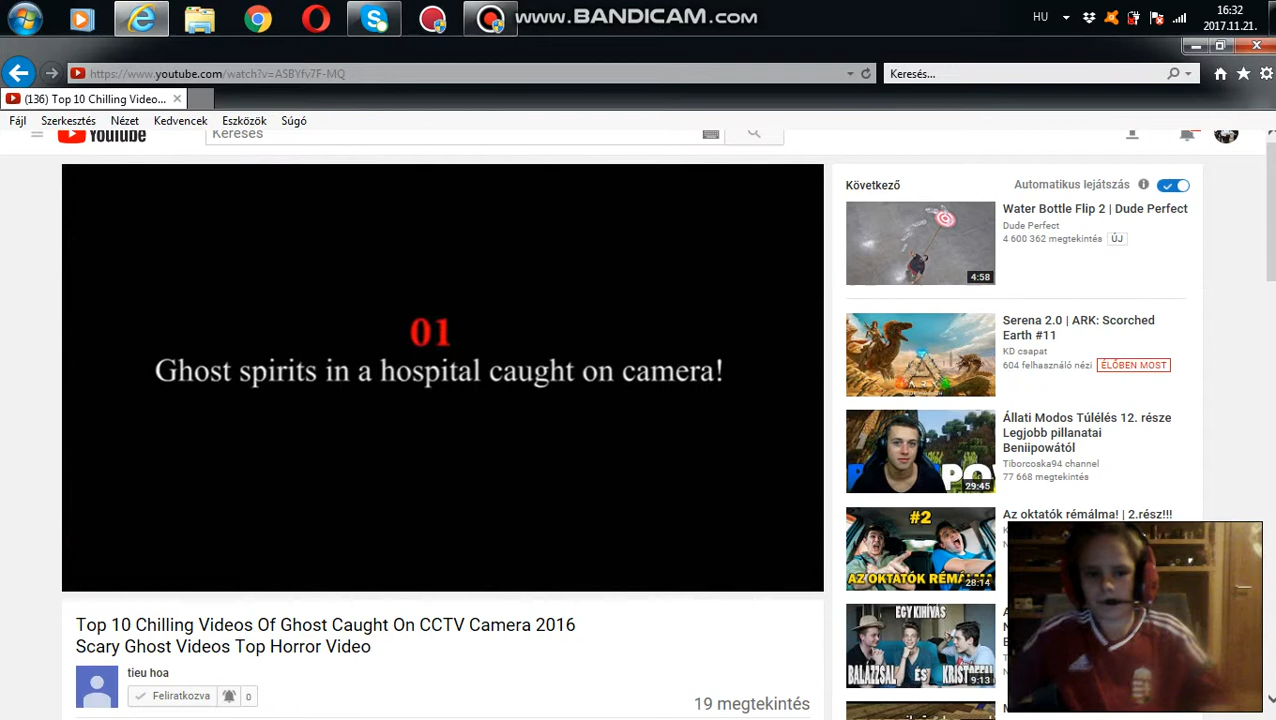 www.BANDICAM.com
HU
16:32
2017.11.21.
https://www.youtube.com/watch?v=ASBYfv7F-MQ
Keresés...
(136) Top 10 Chilling Video...
Fájl Szerkesztés Nézet Kedvencek Eszközök Súgó
YouTube
Keresés
01
Ghost spirits in a hospital caught on camera!
Top 10 Chilling Videos Of Ghost Caught On CCTV Camera 2016
Scary Ghost Videos Top Horror Video
tieu hoa
Feliratkozva 0
19 megtekintés
Következő
Automatikus lejátszás
Water Bottle Flip 2 | Dude Perfect
Dude Perfect
4 600 362 megtekintés ÚJ
4:58
Serena 2.0 | ARK: Scorched
Earth #11
KD csapat
604 felhasználó nézi ÉLŐBEN MOST
ARK
Állati Modos Túlélés 12. része
Legjobb pillanatai
Beniipowától
Tiborcoska94 channel
77 668 megtekintés
29:45
Az oktatók rémálma! | 2.rész!!!
#2
AZ OKTATÓK RÉMÁLMA
28:14
EGY KIHÍVÁS
BALÁZZSAL
ÉS
KRISTÓFFAL
9:13